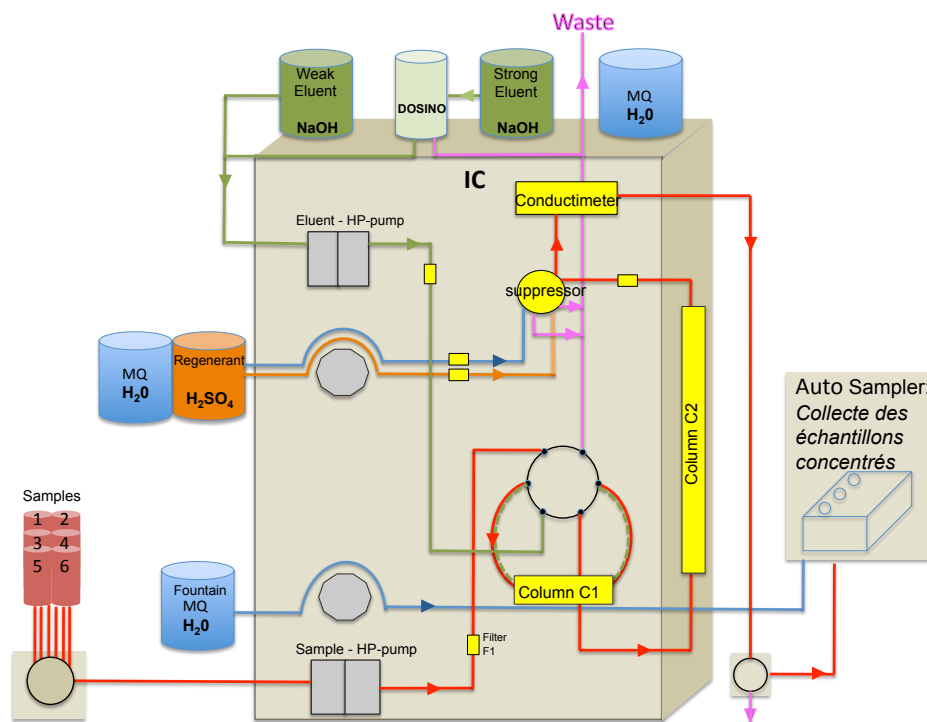 Waste
Weak
Eluent
NaOH
DOSINO
Strong
Eluent
NaOH
MQ
H₂0
IC
Conductimeter
Eluent - HP-pump
suppressor
MQ
H₂0
Regenerant
H₂SO₄
Column C2
Auto Sampler:
Collecte des
échantillons
concentrés
Samples
1 2
3 4
5 6
Fountain
MQ
H₂0
Column C1
Filter
F1
Sample - HP-pump